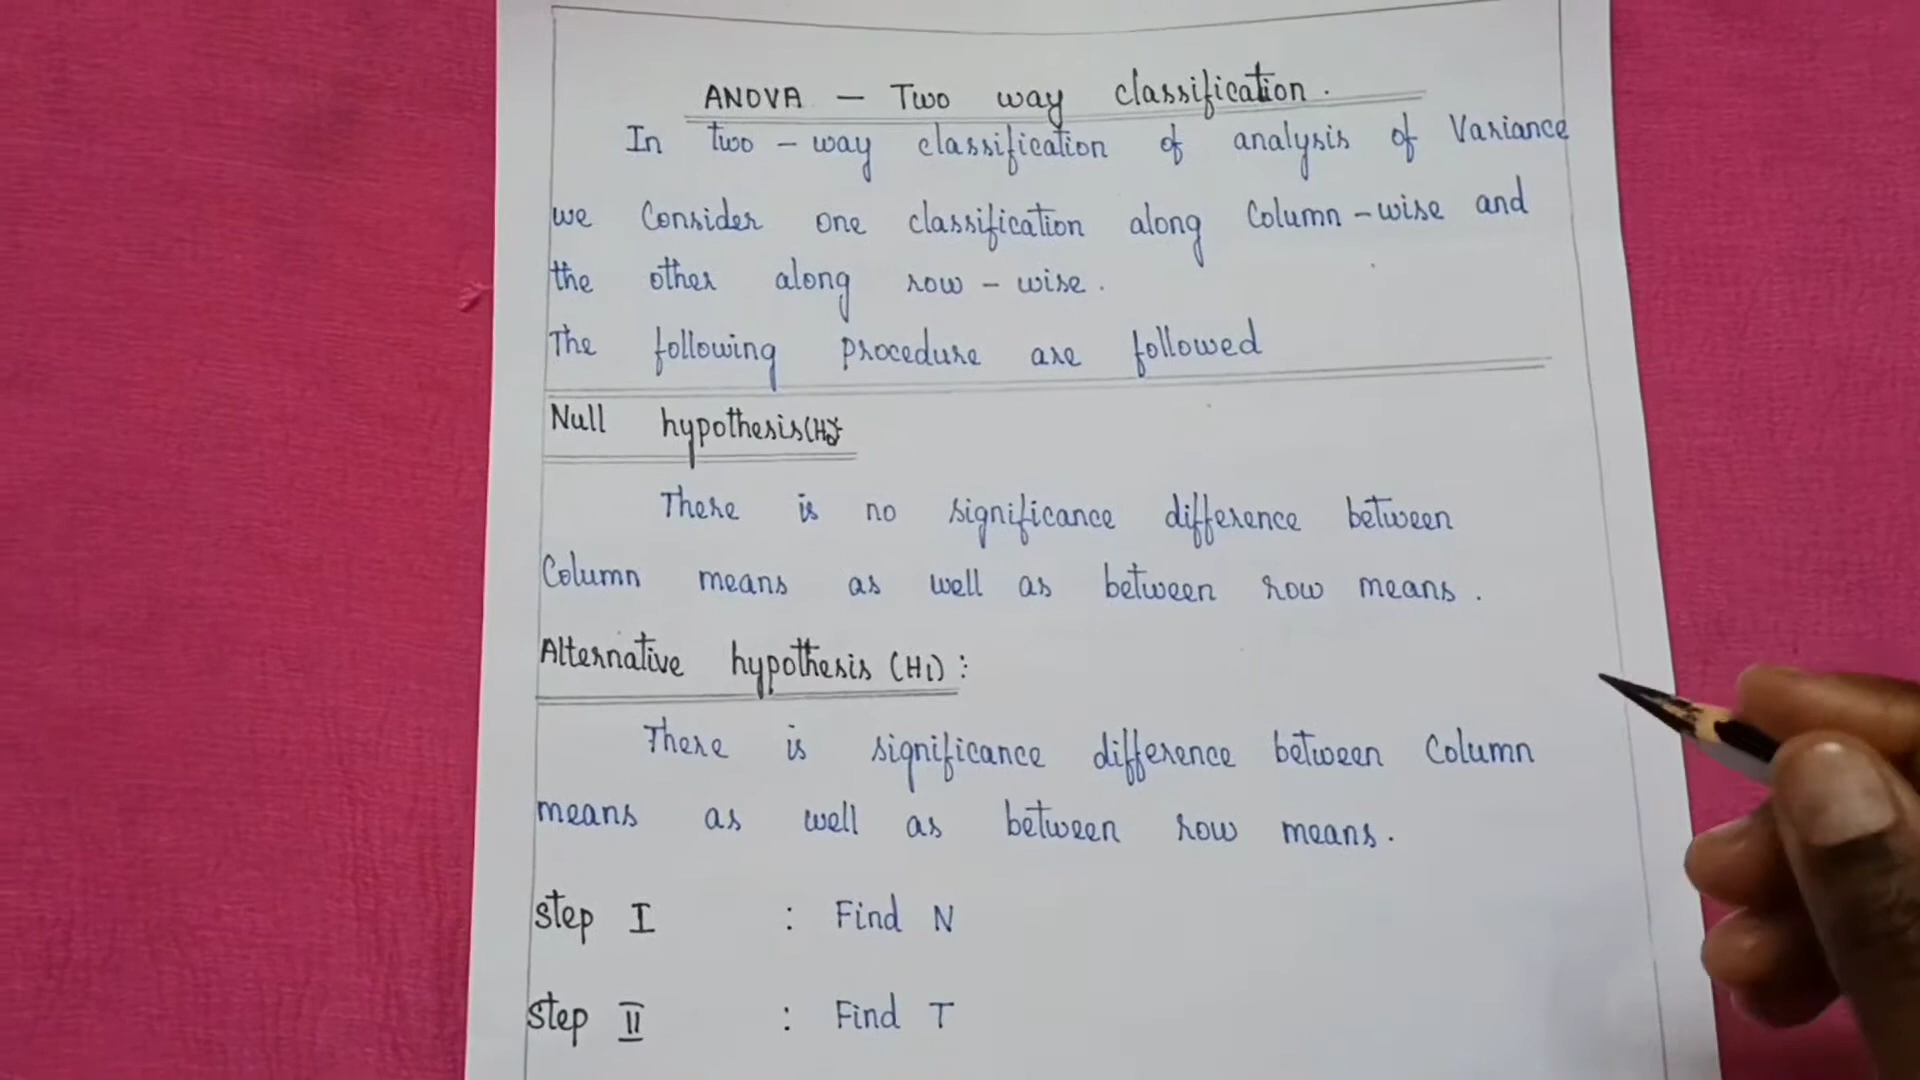 ANOVA - Two way classification.
In two - way classification of analysis of Variance
we Consider one classification along Column - wise and
the other along row - wise.
The following procedure are followed
Null hypothesis (H0):
There is no significance difference between
Column means as well as between row means.
Alternative hypothesis (H1) :
There is significance difference between Column
means as well as between row means.
Step I : Find N
Step II : Find T